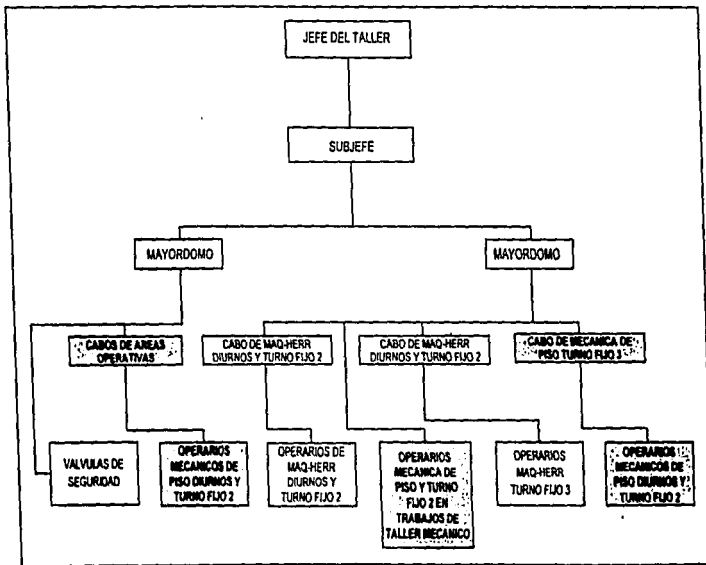 JEFE DEL TALLER
SUBJEFE
MAYORDOMO
MAYORDOMO
CABOS DE AREAS
OPERATIVAS
CABO DE MAQ-HERR
DIURNOS Y TURNO FIJO 2
CABO DE MAQ-HERR
DIURNOS Y TURNO FIJO 2
CABO DE MECANICA DE
PISO TURNO FIJO 3
VALVULAS DE
SEGURIDAD
OPERARIOS
MECANICOS DE
PISO DIURNOS Y
TURNO FIJO 2
OPERARIOS DE
MAQ-HERR
DIURNOS Y
TURNO FIJO 2
OPERARIOS
MECANICA DE
PISO Y TURNO
FIJO 2 EN
TRABAJOS DE
TALLER MECANICO
OPERARIOS
MAQ-HERR
TURNO FIJO 3
OPERARIOS
MECANICOS DE
PISO DIURNOS Y
TURNO FIJO 2